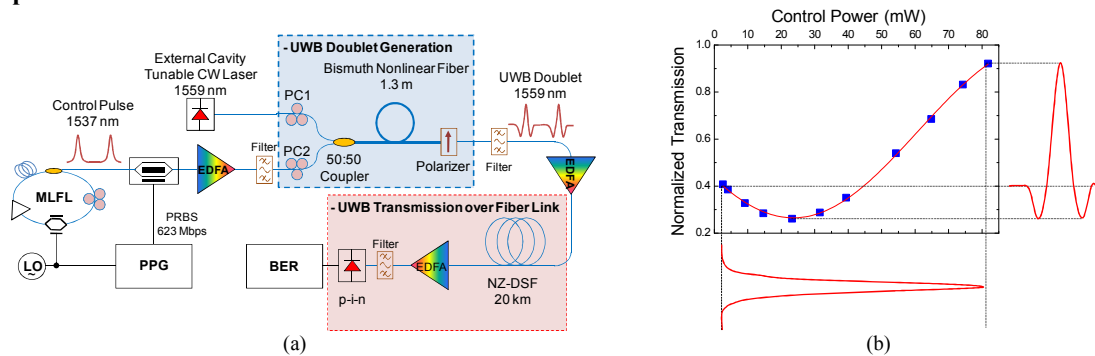 - UWB Doublet Generation
External Cavity
Tunable CW Laser
1559 nm
Bismuth Nonlinear Fiber
1.3 m
UWB Doublet
1559 nm
Control Pulse
1537 nm
PC1
PC2
Filter
50:50
Coupler
Polarizer
Filter
EDFA
EDFA
MLFL
PRBS
623 Mbps
- UWB Transmission over Fiber Link
LO
~
PPG
BER
p-i-n
Filter
EDFA
NZ-DSF
20 km
(a)
Control Power (mW)
0 10 20 30 40 50 60 70 80
Normalized Transmission
1.0
0.8
0.6
0.4
0.2
(b)